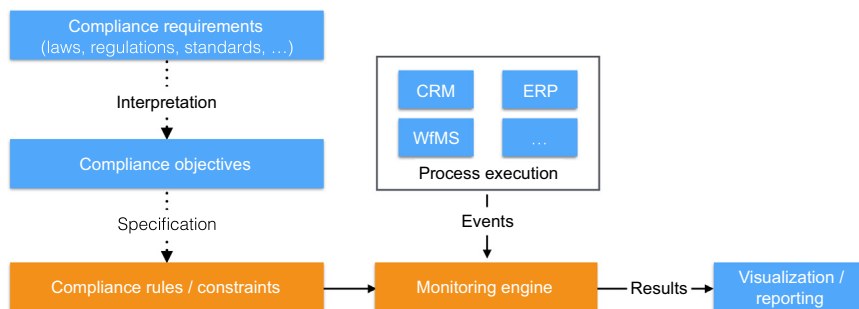 Compliance requirements
(laws, regulations, standards, …)
Interpretation
Compliance objectives
Specification
Compliance rules / constraints
CRM
ERP
WfMS
…
Process execution
Events
Monitoring engine
Results
Visualization /
reporting